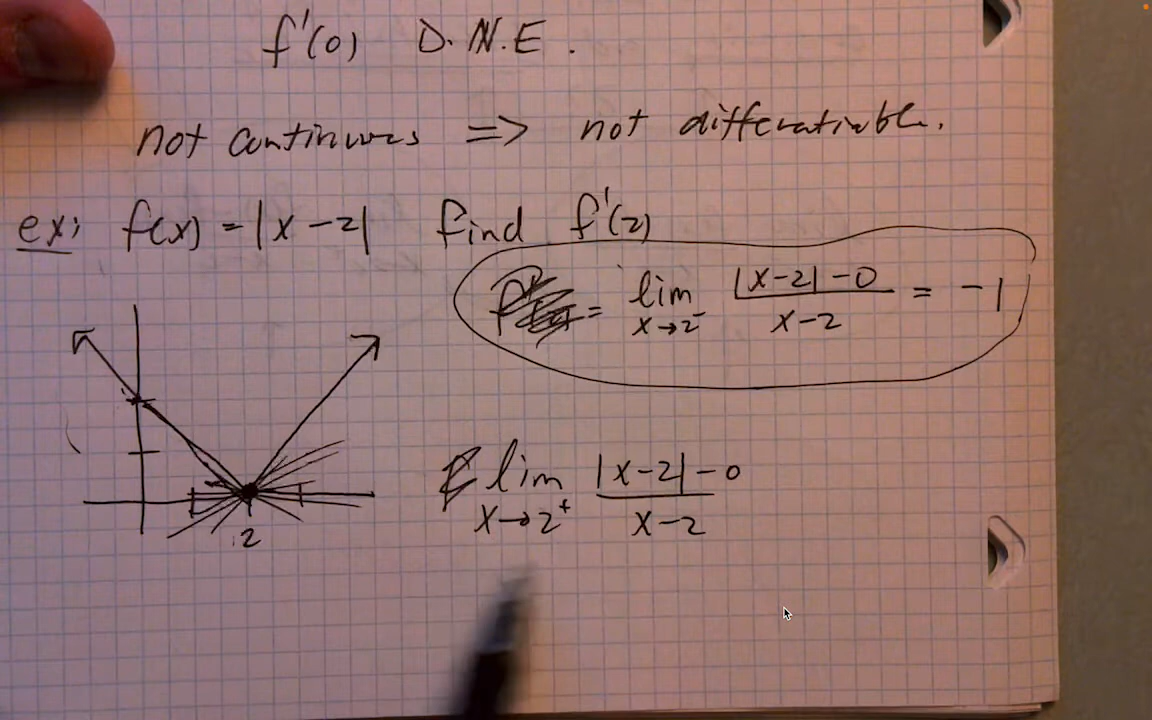 f'(0) D.N.E.
not continuous => not differatiable.
ex: f(x) = |x-2| find f'(2)
= lim x→2⁻ |x-2|-0 / x-2 = -1
lim x→2⁺ |x-2|-0 / x-2
2